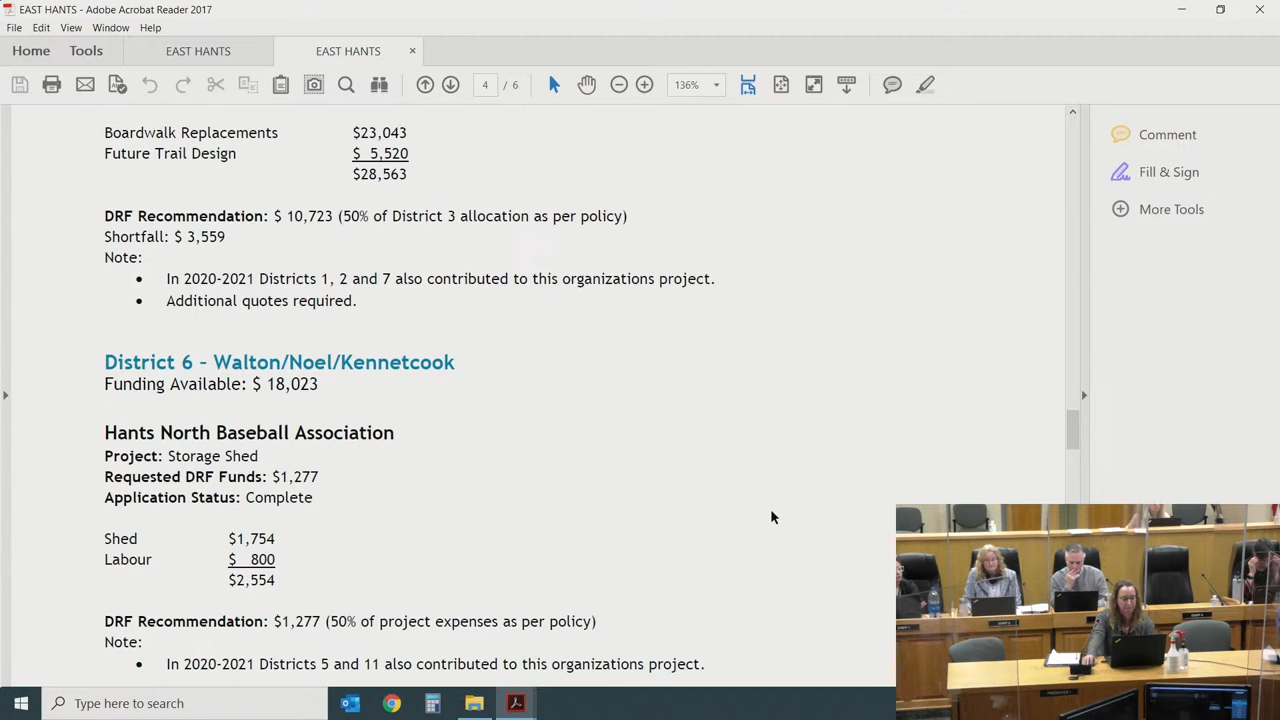 EAST HANTS - Adobe Acrobat Reader 2017
File Edit View Window Help
Home Tools EAST HANTS EAST HANTS ×
4 / 6 136%
Boardwalk Replacements $23,043
Future Trail Design $ 5,520
$28,563
DRF Recommendation: $ 10,723 (50% of District 3 allocation as per policy)
Shortfall: $ 3,559
Note:
• In 2020-2021 Districts 1, 2 and 7 also contributed to this organizations project.
• Additional quotes required.
District 6 – Walton/Noel/Kennetcook
Funding Available: $ 18,023
Hants North Baseball Association
Project: Storage Shed
Requested DRF Funds: $1,277
Application Status: Complete
Shed $1,754
Labour $ 800
$2,554
DRF Recommendation: $1,277 (50% of project expenses as per policy)
Note:
• In 2020-2021 Districts 5 and 11 also contributed to this organizations project.
Comment
Fill & Sign
More Tools
Type here to search